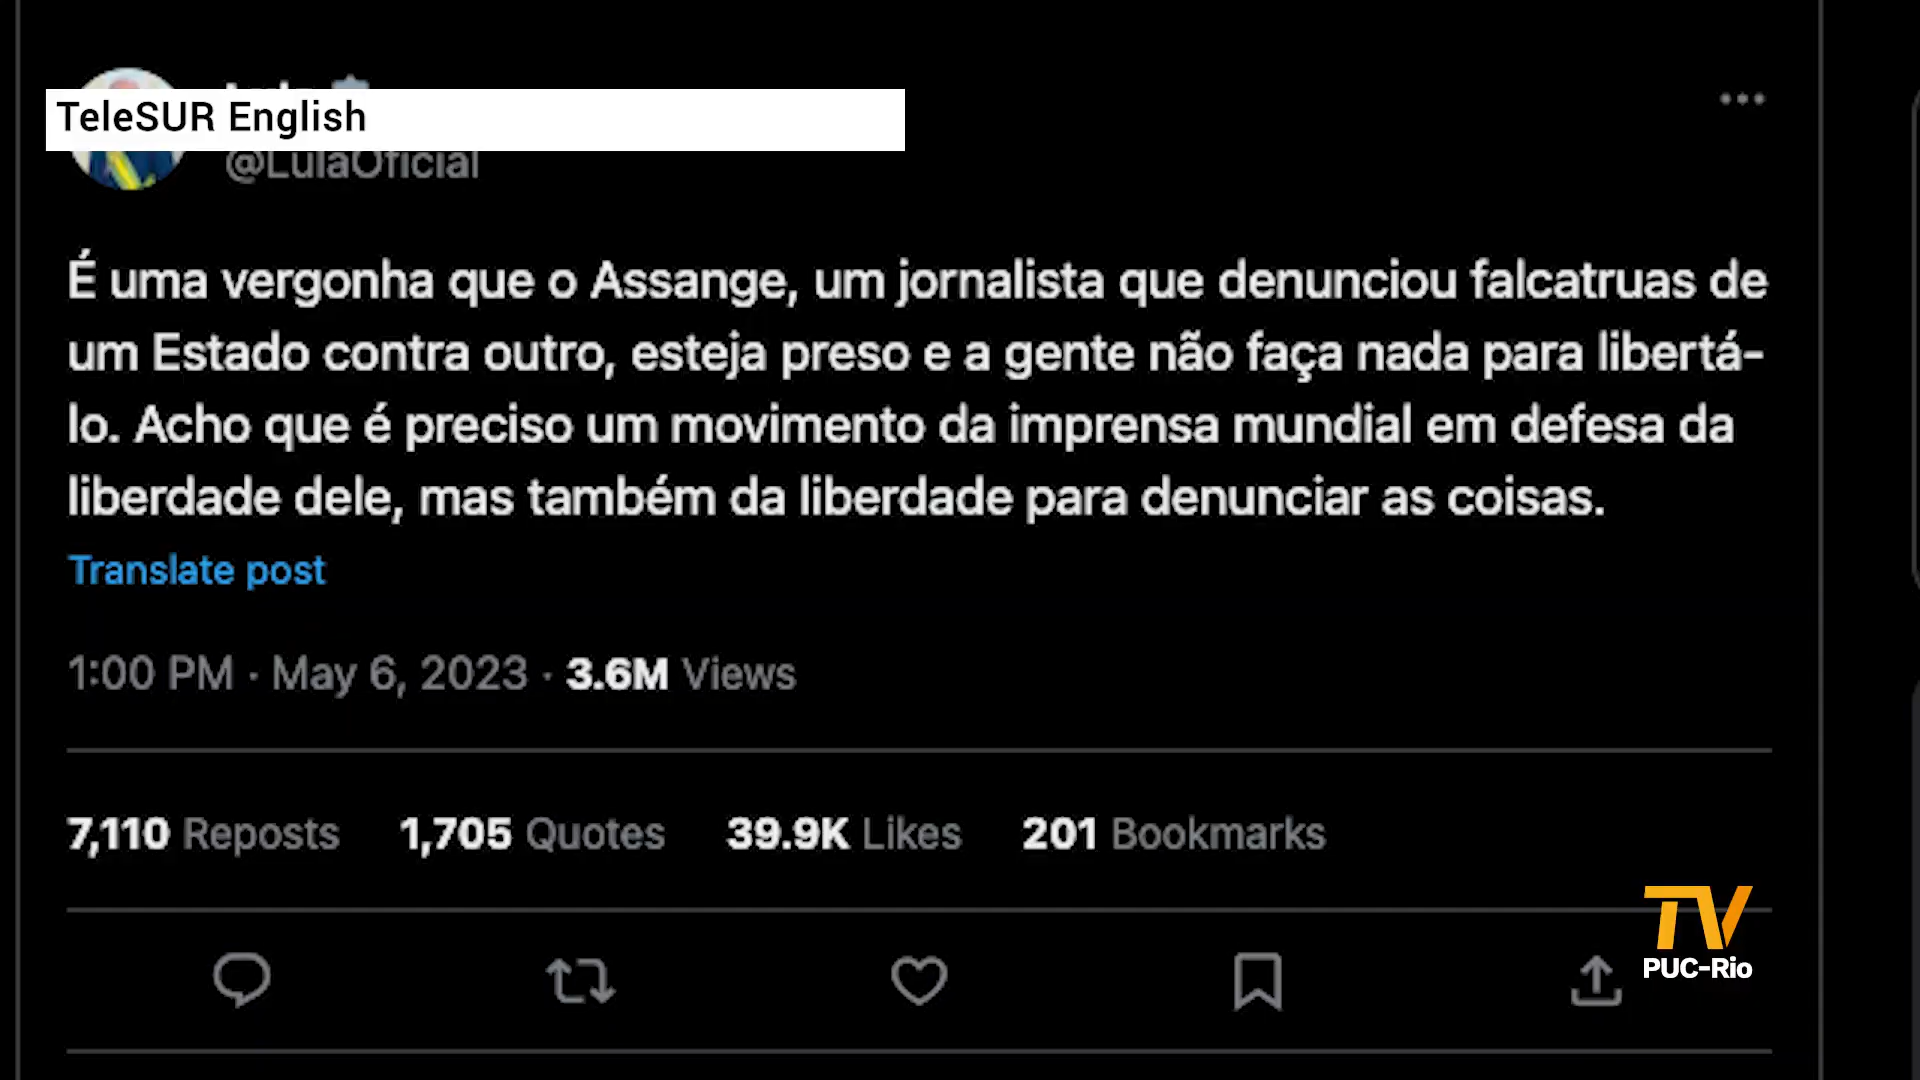 TeleSUR English
@LulaOficial
É uma vergonha que o Assange, um jornalista que denunciou falcatruas de
um Estado contra outro, esteja preso e a gente não faça nada para libertá-
lo. Acho que é preciso um movimento da imprensa mundial em defesa da
liberdade dele, mas também da liberdade para denunciar as coisas.
Translate post
1:00 PM · May 6, 2023 · 3.6M Views
7,110 Reposts 1,705 Quotes 39.9K Likes 201 Bookmarks
TV
PUC-Rio